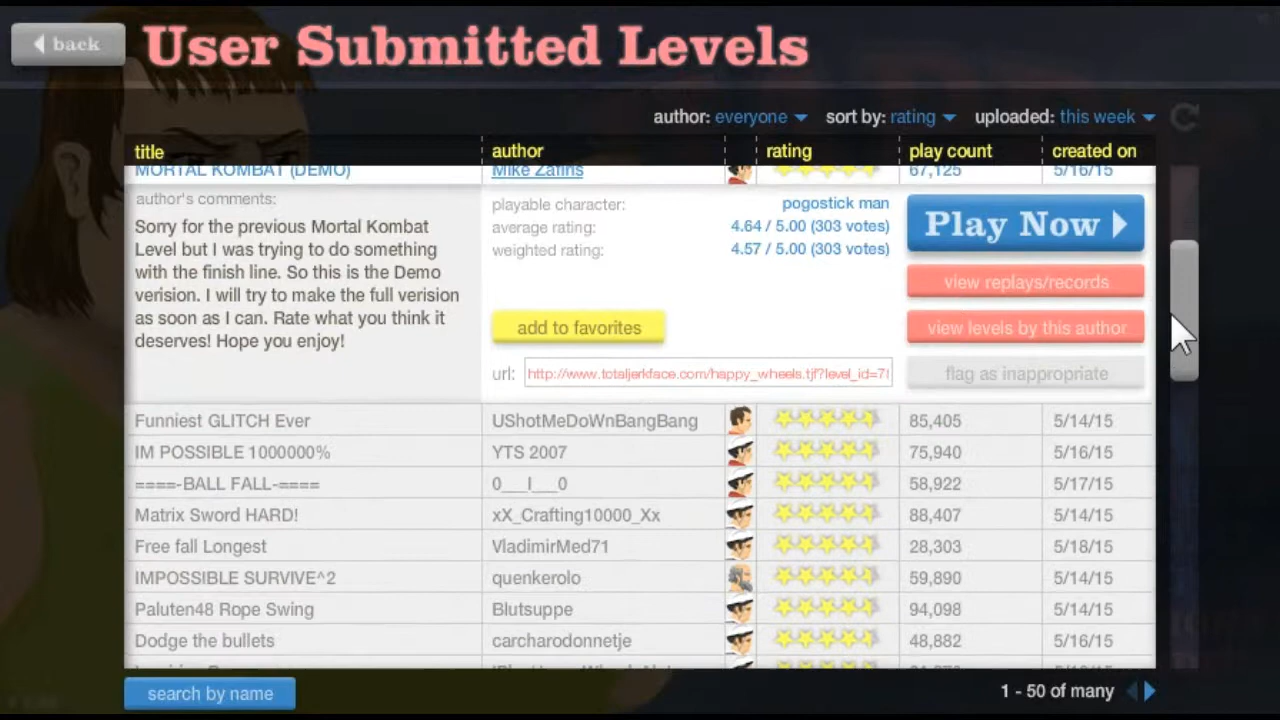 back
User Submitted Levels
author: everyone sort by: rating uploaded: this week
title author rating play count created on
MORTAL KOMBAT (DEMO) Mike Zafiris 67,125 5/16/15
author's comments:
Sorry for the previous Mortal Kombat
Level but I was trying to do something
with the finish line. So this is the Demo
verision. I will try to make the full verision
as soon as I can. Rate what you think it
deserves! Hope you enjoy!
playable character: pogostick man
average rating: 4.64 / 5.00 (303 votes)
weighted rating: 4.57 / 5.00 (303 votes)
add to favorites
url: http://www.totaljerkface.com/happy_wheels.tjf?level_id=7
Play Now
view replays/records
view levels by this author
flag as inappropriate
Funniest GLITCH Ever UShotMeDoWnBangBang 85,405 5/14/15
IM POSSIBLE 1000000% YTS 2007 75,940 5/16/15
====-BALL FALL-==== 0___I___0 58,922 5/17/15
Matrix Sword HARD! xX_Crafting10000_Xx 88,407 5/14/15
Free fall Longest VladimirMed71 28,303 5/18/15
IMPOSSIBLE SURVIVE^2 quenkerolo 59,890 5/14/15
Paluten48 Rope Swing Blutsuppe 94,098 5/14/15
Dodge the bullets carcharodonnetje 48,882 5/16/15
search by name
1 - 50 of many